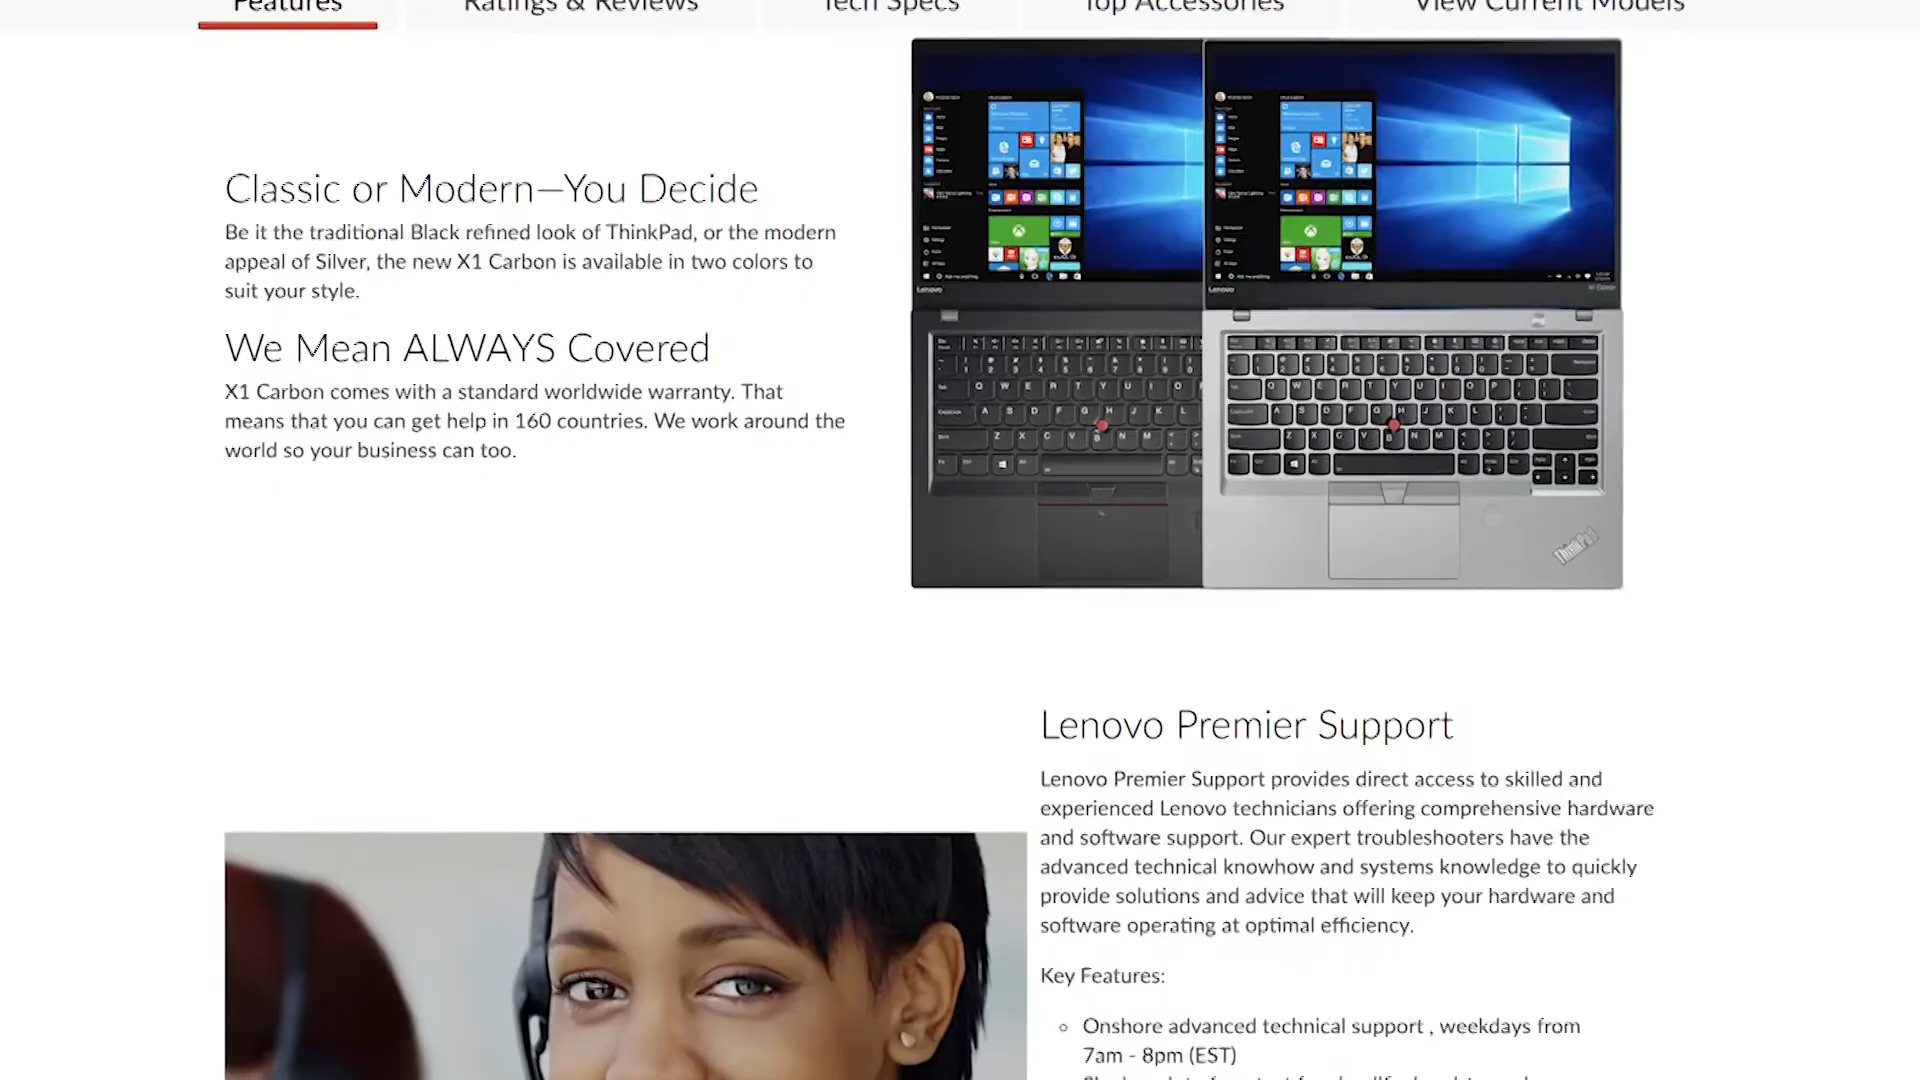 Features
Ratings & Reviews
Tech Specs
Top Accessories
View Current Models
Classic or Modern—You Decide
Be it the traditional Black refined look of ThinkPad, or the modern
appeal of Silver, the new X1 Carbon is available in two colors to
suit your style.
We Mean ALWAYS Covered
X1 Carbon comes with a standard worldwide warranty. That
means that you can get help in 160 countries. We work around the
world so your business can too.
Lenovo
Lenovo
ThinkPad
Lenovo Premier Support
Lenovo Premier Support provides direct access to skilled and
experienced Lenovo technicians offering comprehensive hardware
and software support. Our expert troubleshooters have the
advanced technical knowhow and systems knowledge to quickly
provide solutions and advice that will keep your hardware and
software operating at optimal efficiency.
Key Features:
Onshore advanced technical support , weekdays from
7am - 8pm (EST)